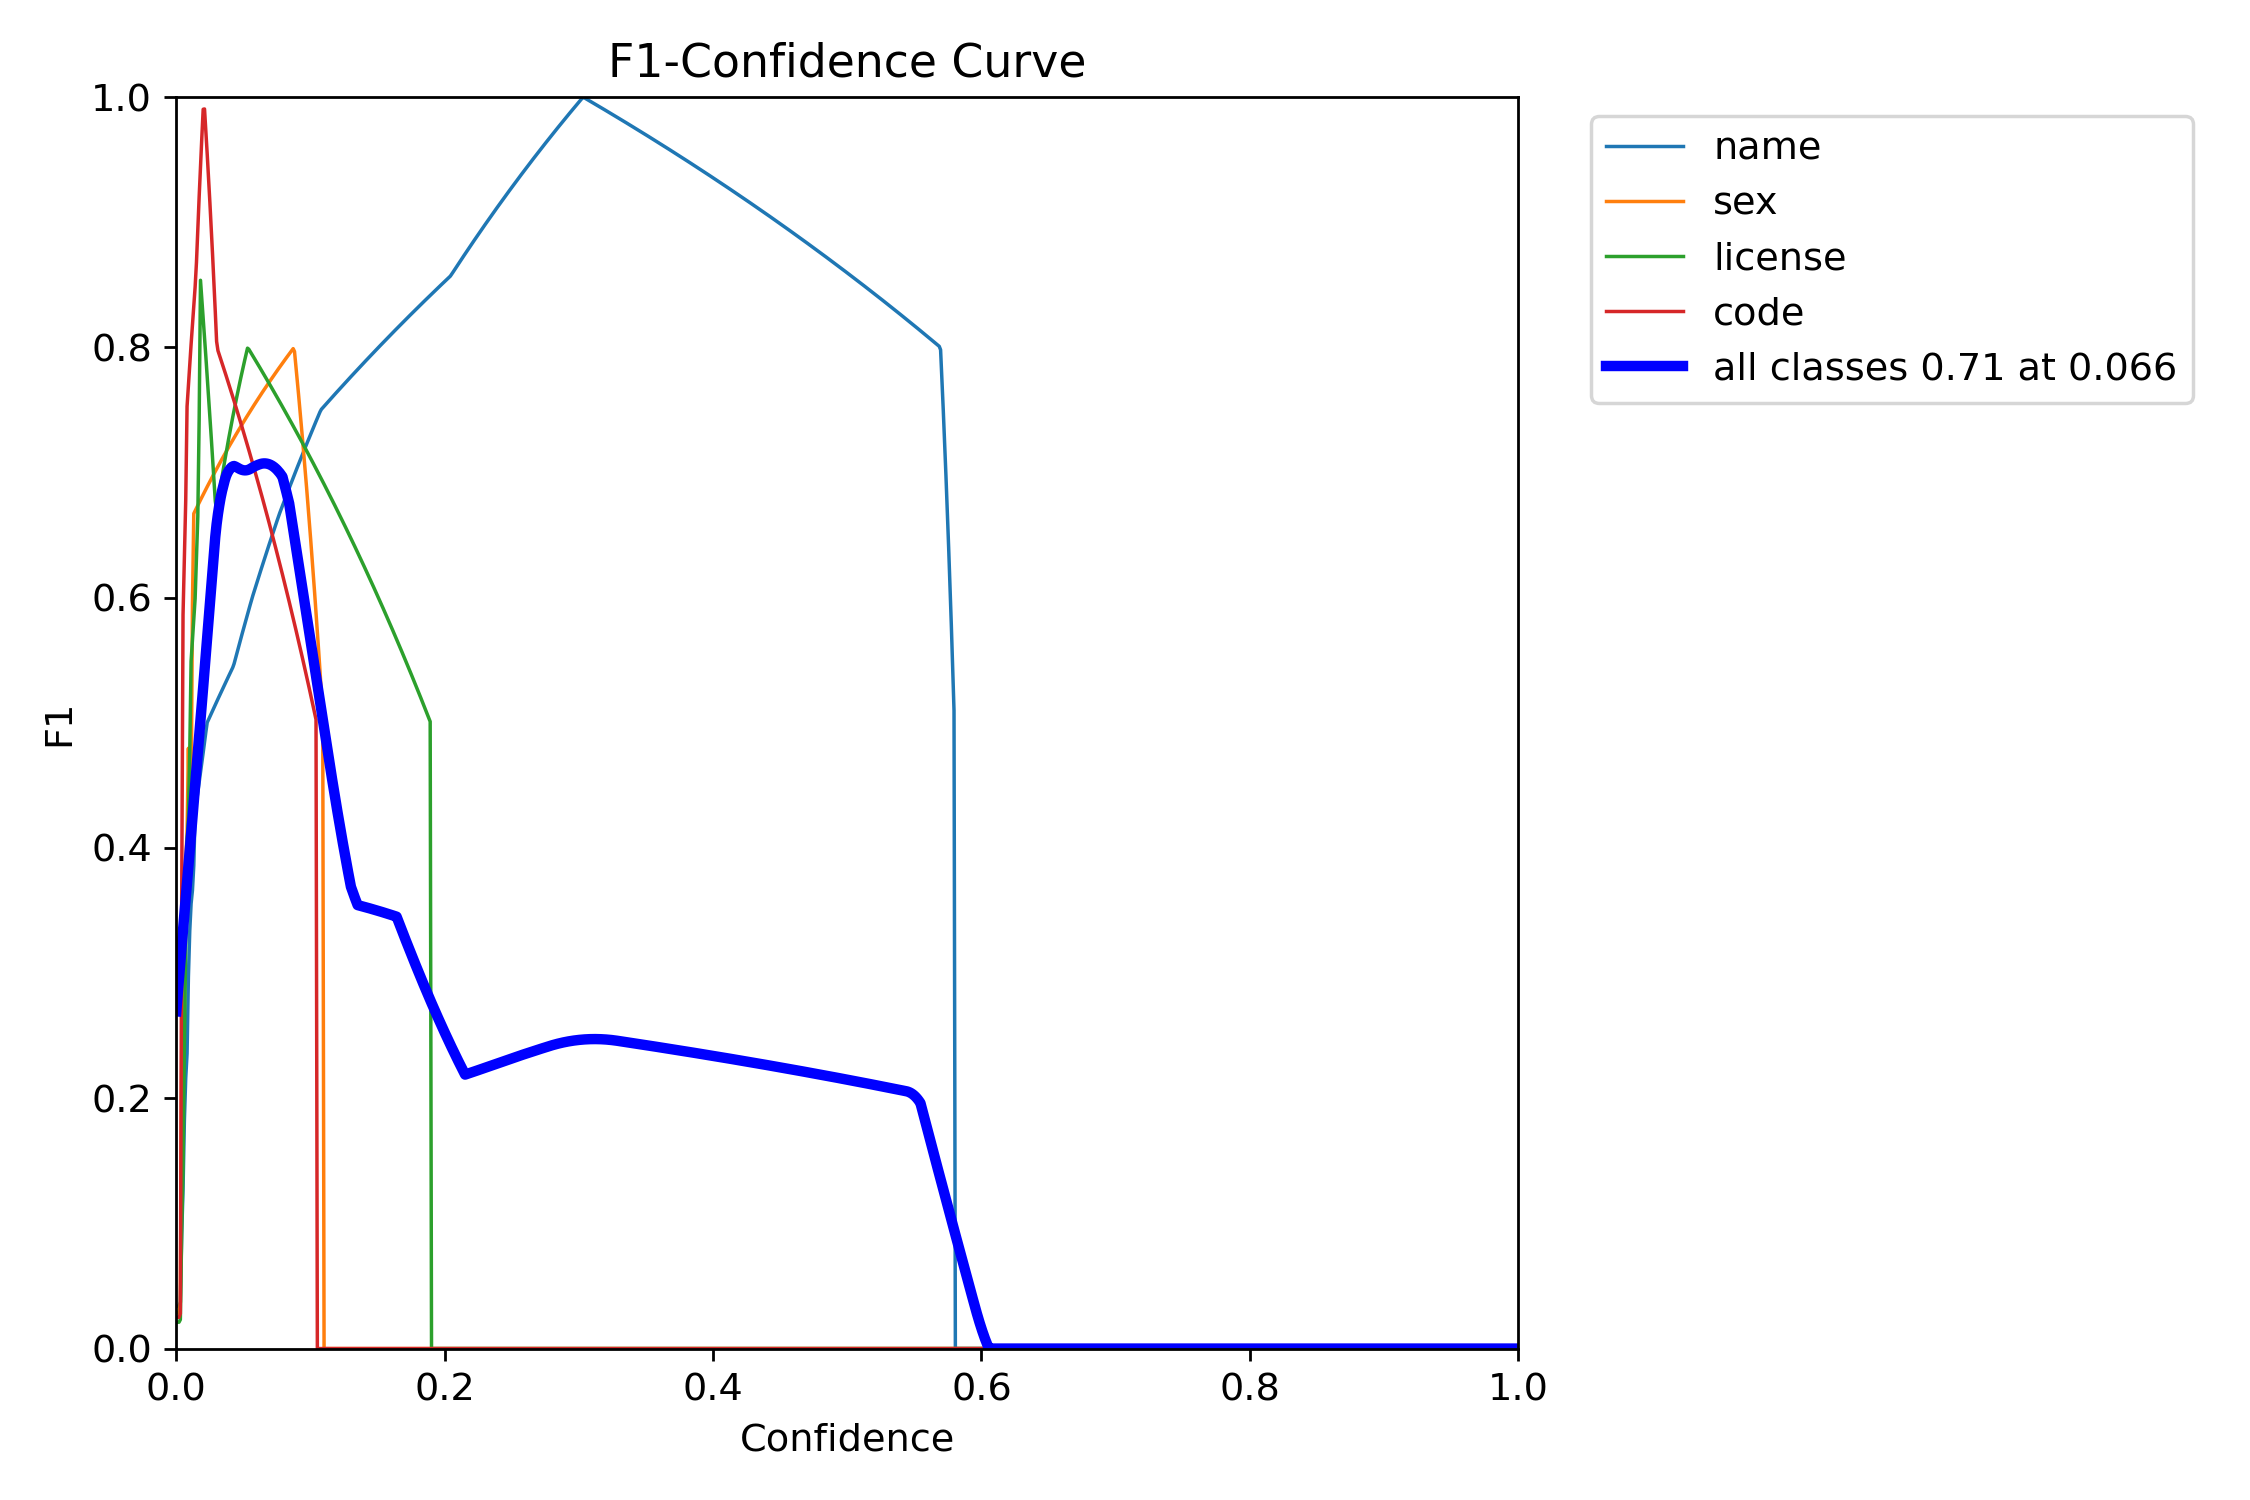 F1-Confidence Curve
1.0
0.8
0.6
0.4
0.2
0.0
F1
0.0 0.2 0.4 0.6 0.8 1.0
Confidence
name
sex
license
code
all classes 0.71 at 0.066